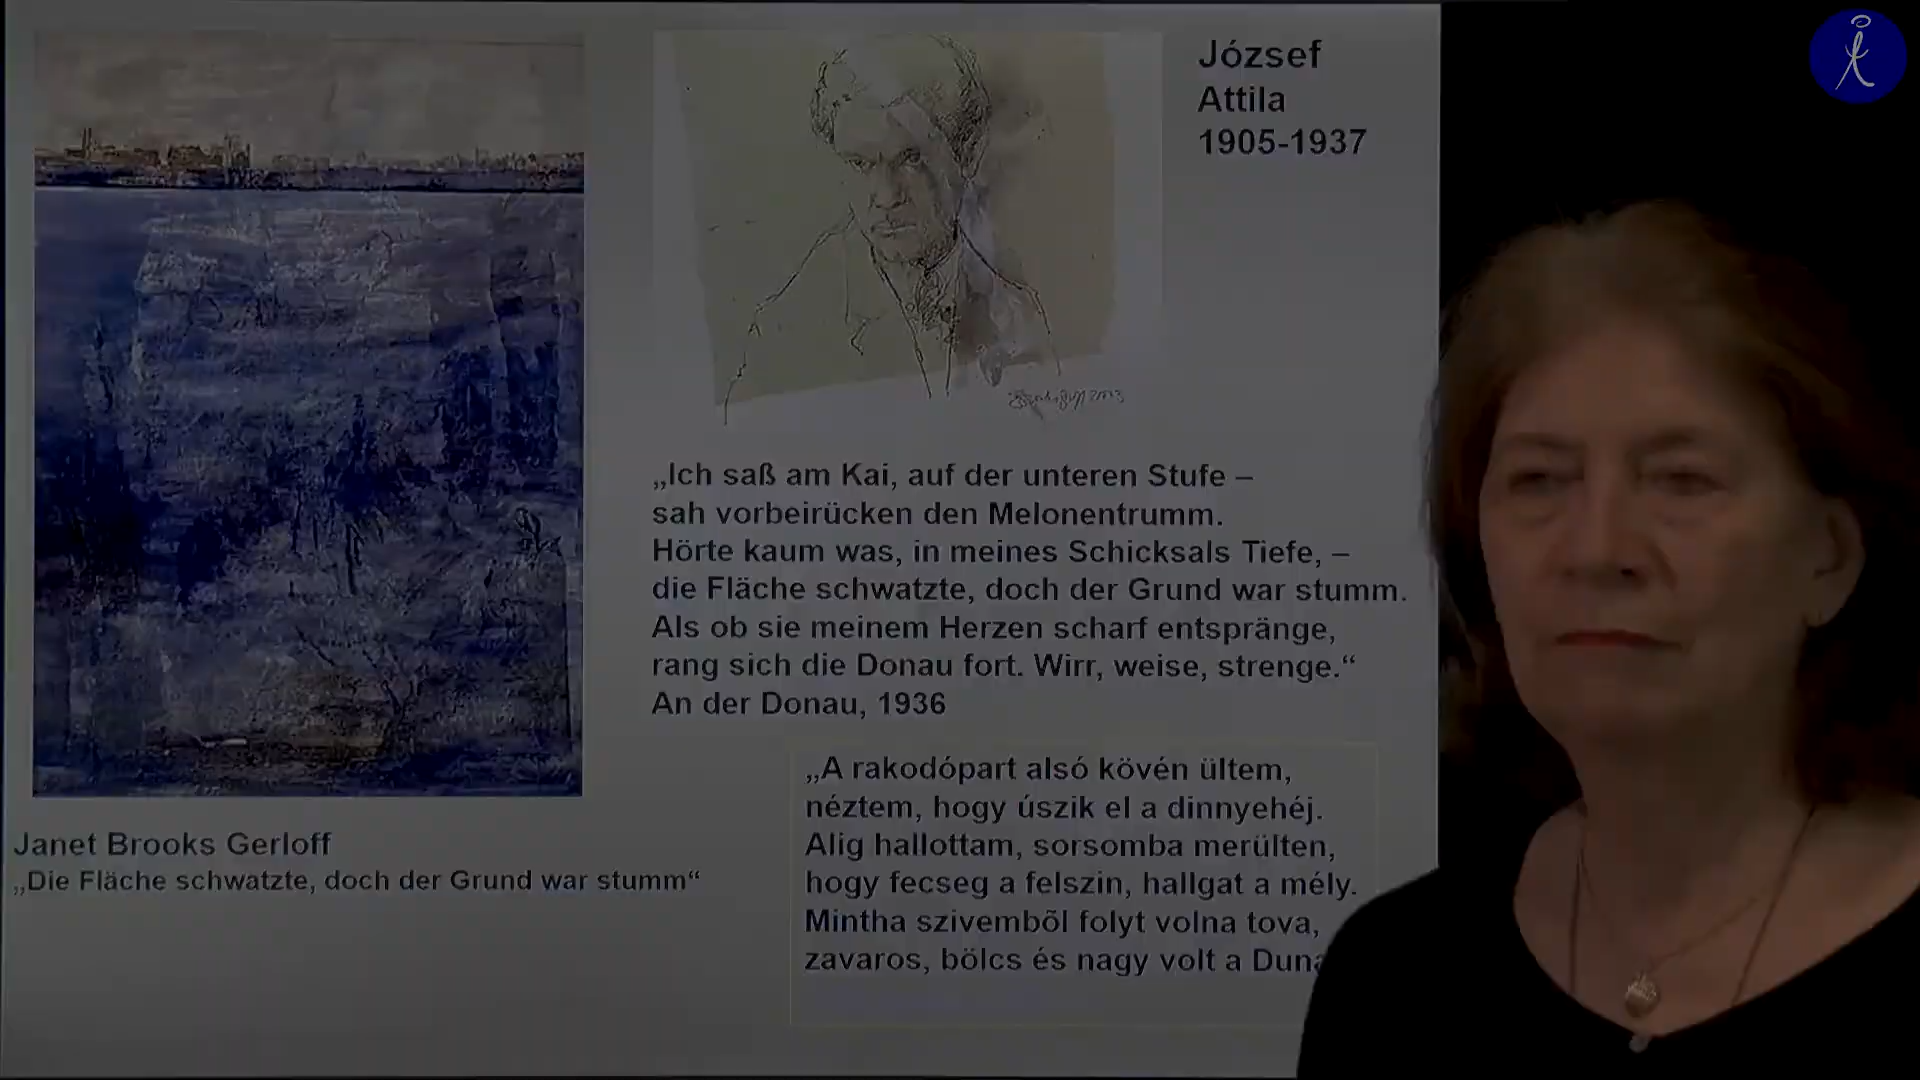 József
Attila
1905-1937
„Ich saß am Kai, auf der unteren Stufe –
sah vorbeirücken den Melonentrumm.
Hörte kaum was, in meines Schicksals Tiefe, –
die Fläche schwatzte, doch der Grund war stumm.
Als ob sie meinem Herzen scharf entspränge,
rang sich die Donau fort. Wirr, weise, strenge.“
An der Donau, 1936
„A rakodópart alsó kövén ültem,
néztem, hogy úszik el a dinnyehéj.
Alig hallottam, sorsomba merülten,
hogy fecseg a felszin, hallgat a mély.
Mintha szivembõl folyt volna tova,
zavaros, bölcs és nagy volt a Duna
Janet Brooks Gerloff
„Die Fläche schwatzte, doch der Grund war stumm“